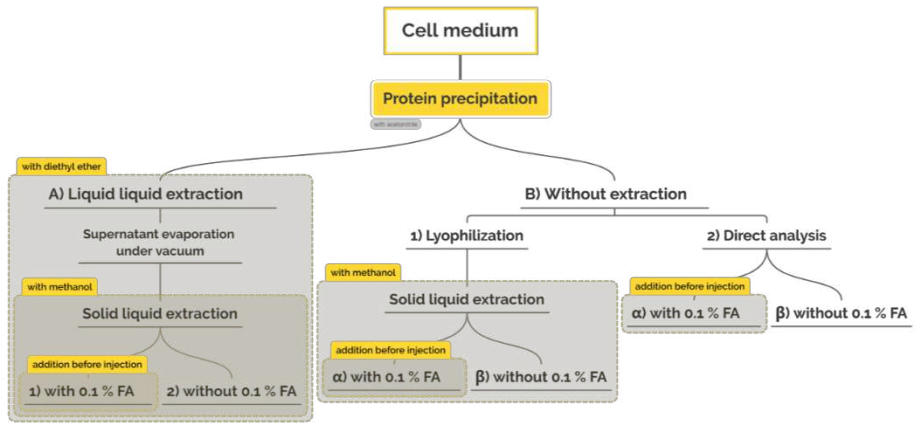 Cell medium
Protein precipitation
with acetonitrile
with diethyl ether
A) Liquid liquid extraction
B) Without extraction
Supernatant evaporation
under vacuum
1) Lyophilization
2) Direct analysis
with methanol
Solid liquid extraction
addition before injection
1) with 0.1 % FA
2) without 0.1 % FA
with methanol
Solid liquid extraction
addition before injection
α) with 0.1 % FA
β) without 0.1 % FA
addition before injection
α) with 0.1 % FA
β) without 0.1 % FA